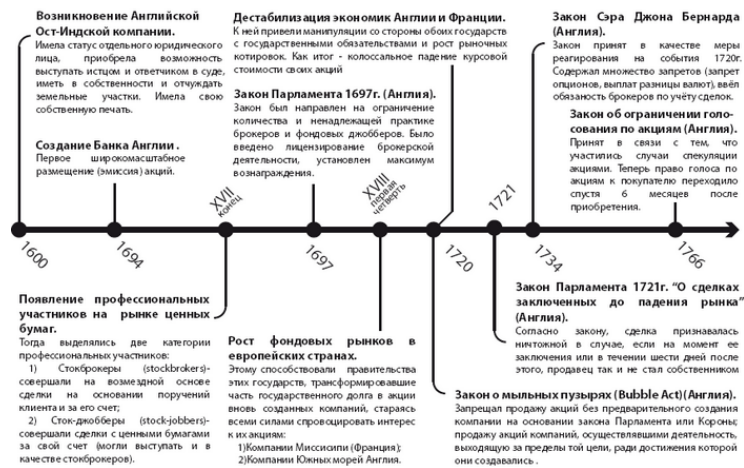 Возникновение Английской
Ост-Индской компании.
Имела статус отдельного юридического
лица, приобрела возможность
выступать истцом и ответчиком в суде,
иметь в собственности и отчуждать
земельные участки. Имела свою
собственную печать.
Создание Банка Англии .
Первое широкомасштабное
размещение (эмиссия) акций.
Дестабилизация экономик Англии и Франции.
К ней привели манипуляции со стороны обоих государств
с государственными обязательствами и рост рыночных
котировок. Как итог - колоссальное падение курсовой
стоимости своих акций
Закон Парламента 1697г. (Англия).
Закон был направлен на ограничение
количества и ненадлежащей практике
брокеров и фондовых джобберов. Было
введено лицензирование брокерской
деятельности, установлен максимум
вознаграждения.
Закон Сэра Джона Бернарда
(Англия).
Закон принят в качестве меры
реагирования на события 1720г.
Содержал множество запретов (запрет
опционов, выплат разницы валют), ввёл
обязаность брокеров по учёту сделок.
Закон об ограничении голо-
сования по акциям (Англия).
Принят в связи с тем, что
участились случаи спекуляции
акциями. Теперь право голоса по
акциям к покупателю переходило
спустя 6 месяцев после
приобретения.
1600
1694
XVII
конец
1697
XVIII
первая
четверть
1720
1721
1734
1766
Появление профессиональных
участников на рынке ценных
бумаг.
Тогда выделялись две категории
профессиональных участников:
1) Стокброкеры (stockbrokers)-
совершали на возмездной основе
сделки на основании поручений
клиента и за его счет;
2) Сток-джобберы (stock-jobbers)-
совершали сделки с ценными бумагами
за свой счет (могли выступать и в
качестве стокброкеров).
Рост фондовых рынков в
европейских странах.
Этому способствовали правительства
этих государств, трансформировавшие
часть государственного долга в акции
вновь созданных компаний, стараясь
всеми силами спровоцировать интерес
к их акциям:
1)Компании Миссисипи (Франция);
2)Компании Южных морей Англия.
Закон Парламента 1721г. “О сделках
заключенных до падения рынка”
(Англия).
Согласно закону, сделка признавалась
ничтожной в случае, если на момент ее
заключения или в течении шести дней после
этого, продавец так и не стал собственником
Закон о мыльных пузырях (Bubble Act)(Англия).
Запрещал продажу акций без предварительного создания
компании на основании закона Парламента или Короны;
продажу акций компаний, осуществлявшими деятельность,
выходящую за пределы той цели, ради достижения которой
они создавались .